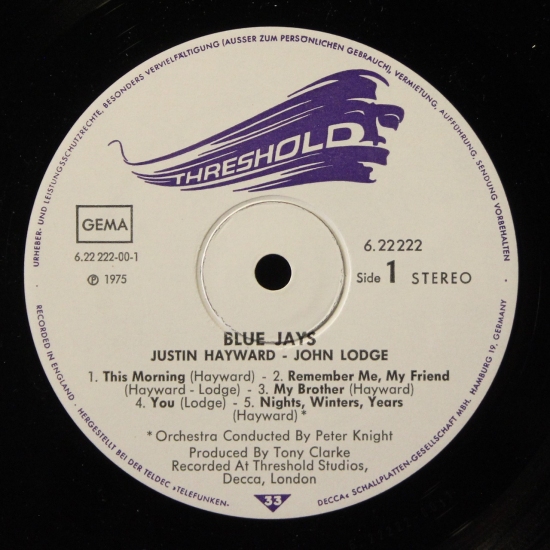 URHEBER- UND LEISTUNGSSCHUTZRECHTE, BESONDERS VERVIELFÄLTIGUNG (AUSSER ZUM PERSÖNLICHEN GEBRAUCH), VERMIETUNG, AUFFÜHRUNG, SENDUNG VORBEHALTEN
THRESHOLD
GEMA
6.22 222-00-1
℗ 1975
6.22 222
Side 1 STEREO
BLUE JAYS
JUSTIN HAYWARD - JOHN LODGE
1. This Morning (Hayward) - 2. Remember Me, My Friend
(Hayward - Lodge) - 3. My Brother (Hayward)
4. You (Lodge) - 5. Nights, Winters, Years
(Hayward) *
* Orchestra Conducted By Peter Knight
Produced By Tony Clarke
Recorded At Threshold Studios,
Decca, London
33
RECORDED IN ENGLAND · HERGESTELLT BEI DER TELDEC »TELEFUNKEN. DECCA« SCHALLPLATTEN-GESELLSCHAFT MBH. HAMBURG 19, GERMANY